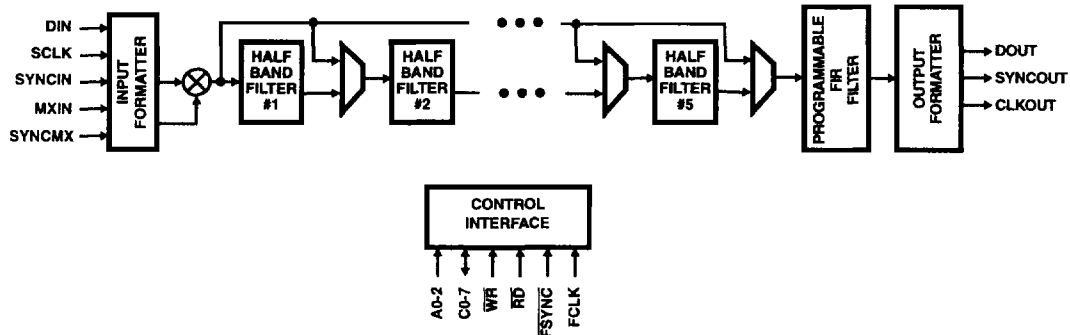 DIN
SCLK
SYNCIN
MXIN
SYNCMX
INPUT
FORMATTER
HALF
BAND
FILTER
#1
HALF
BAND
FILTER
#2
HALF
BAND
FILTER
#5
PROGRAMMABLE
FIR
FILTER
OUTPUT
FORMATTER
DOUT
SYNCOUT
CLKOUT
CONTROL
INTERFACE
A0-2
C0-7
WR
RD
FSYNC
FCLK